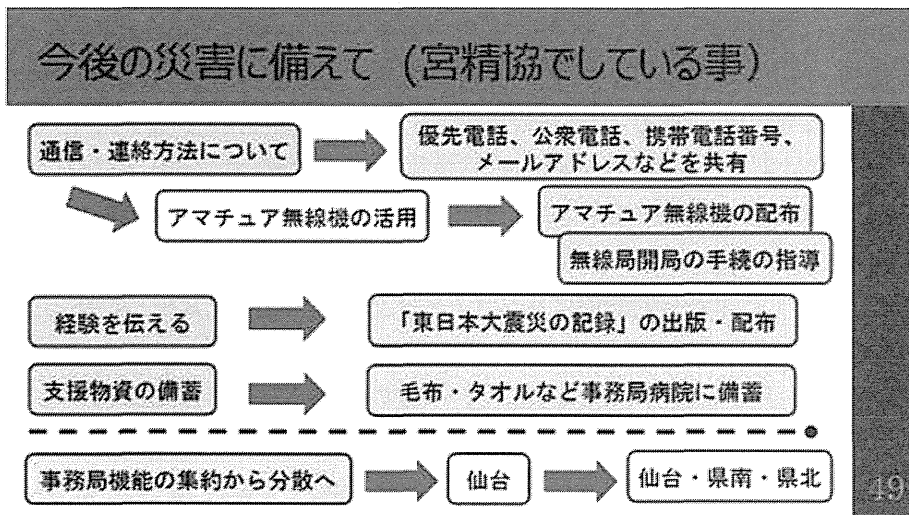 今後の災害に備えて (宮精協でしている事)
通信・連絡方法について
優先電話、公衆電話、携帯電話番号、
メールアドレスなどを共有
アマチュア無線機の活用
アマチュア無線機の配布
無線局開局の手続の指導
経験を伝える
「東日本大震災の記録」の出版・配布
支援物資の備蓄
毛布・タオルなど事務局病院に備蓄
事務局機能の集約から分散へ
仙台
仙台・県南・県北
19